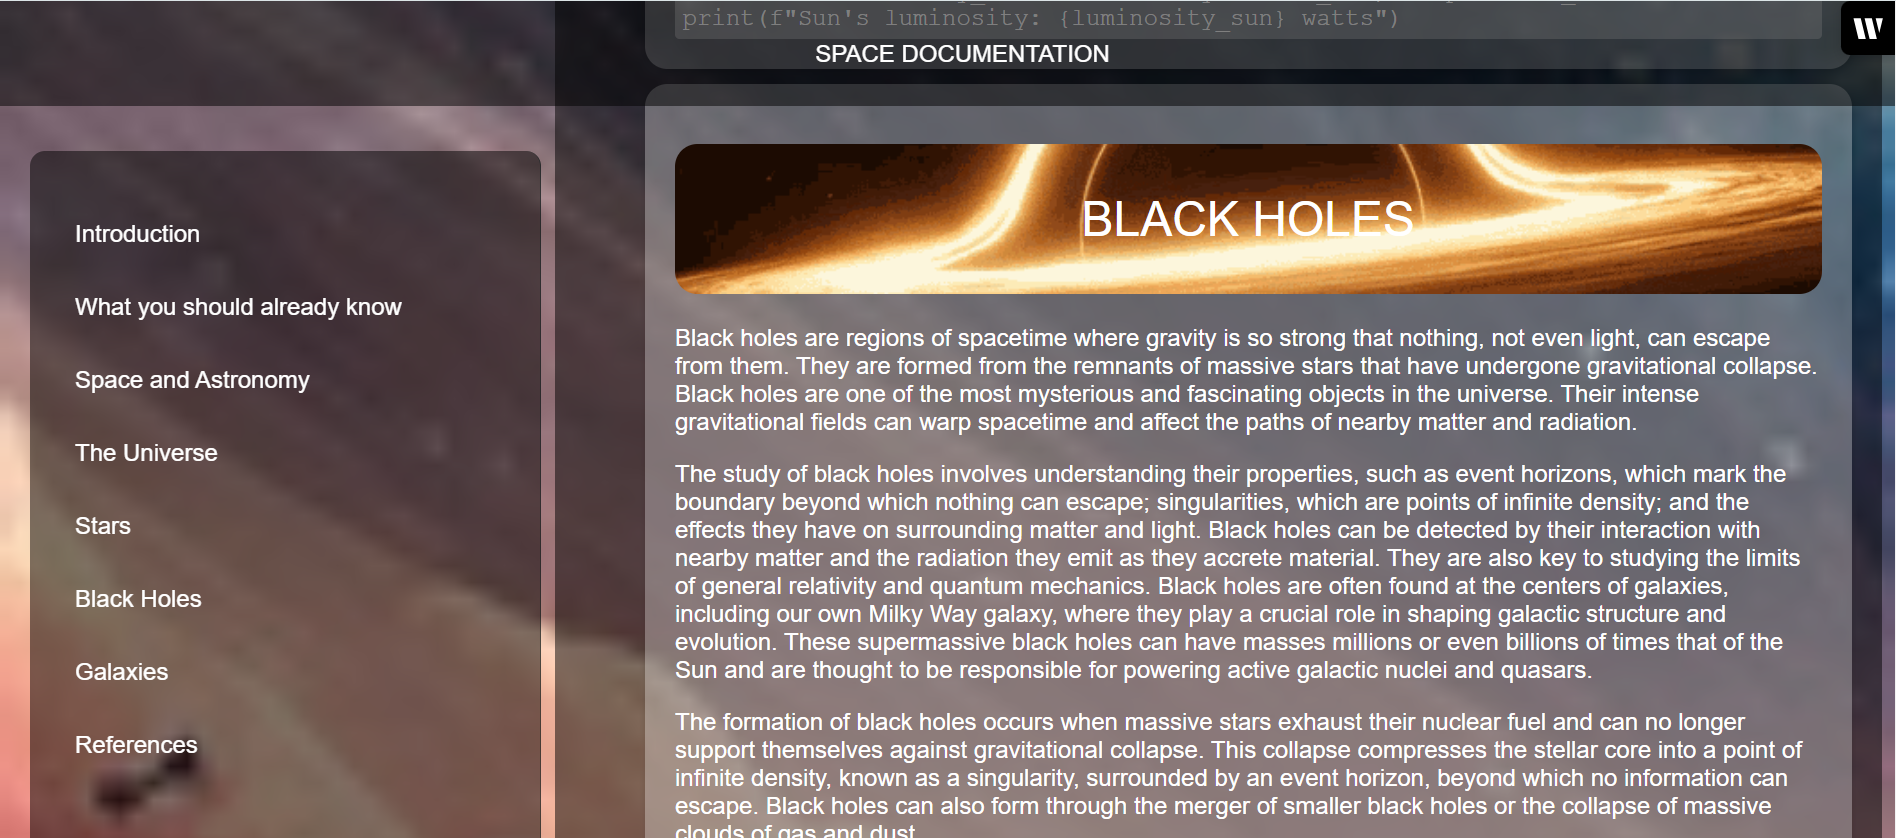 print(f"Sun's luminosity: {luminosity_sun} watts")
SPACE DOCUMENTATION
Introduction
What you should already know
Space and Astronomy
The Universe
Stars
Black Holes
Galaxies
References
BLACK HOLES
Black holes are regions of spacetime where gravity is so strong that nothing, not even light, can escape
from them. They are formed from the remnants of massive stars that have undergone gravitational collapse.
Black holes are one of the most mysterious and fascinating objects in the universe. Their intense
gravitational fields can warp spacetime and affect the paths of nearby matter and radiation.
The study of black holes involves understanding their properties, such as event horizons, which mark the
boundary beyond which nothing can escape; singularities, which are points of infinite density; and the
effects they have on surrounding matter and light. Black holes can be detected by their interaction with
nearby matter and the radiation they emit as they accrete material. They are also key to studying the limits
of general relativity and quantum mechanics. Black holes are often found at the centers of galaxies,
including our own Milky Way galaxy, where they play a crucial role in shaping galactic structure and
evolution. These supermassive black holes can have masses millions or even billions of times that of the
Sun and are thought to be responsible for powering active galactic nuclei and quasars.
The formation of black holes occurs when massive stars exhaust their nuclear fuel and can no longer
support themselves against gravitational collapse. This collapse compresses the stellar core into a point of
infinite density, known as a singularity, surrounded by an event horizon, beyond which no information can
escape. Black holes can also form through the merger of smaller black holes or the collapse of massive
clouds of gas and dust.